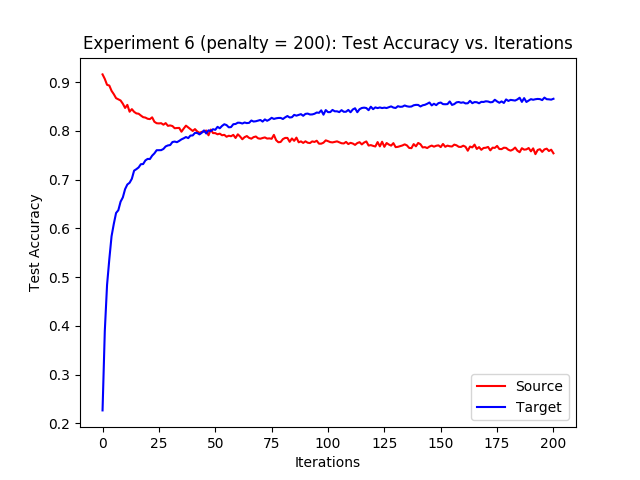 Experiment 6 (penalty = 200): Test Accuracy vs. Iterations
0.9
0.8
0.7
0.6
0.5
0.4
0.3
0.2
Test Accuracy
0 25 50 75 100 125 150 175 200
Iterations
Source
Target